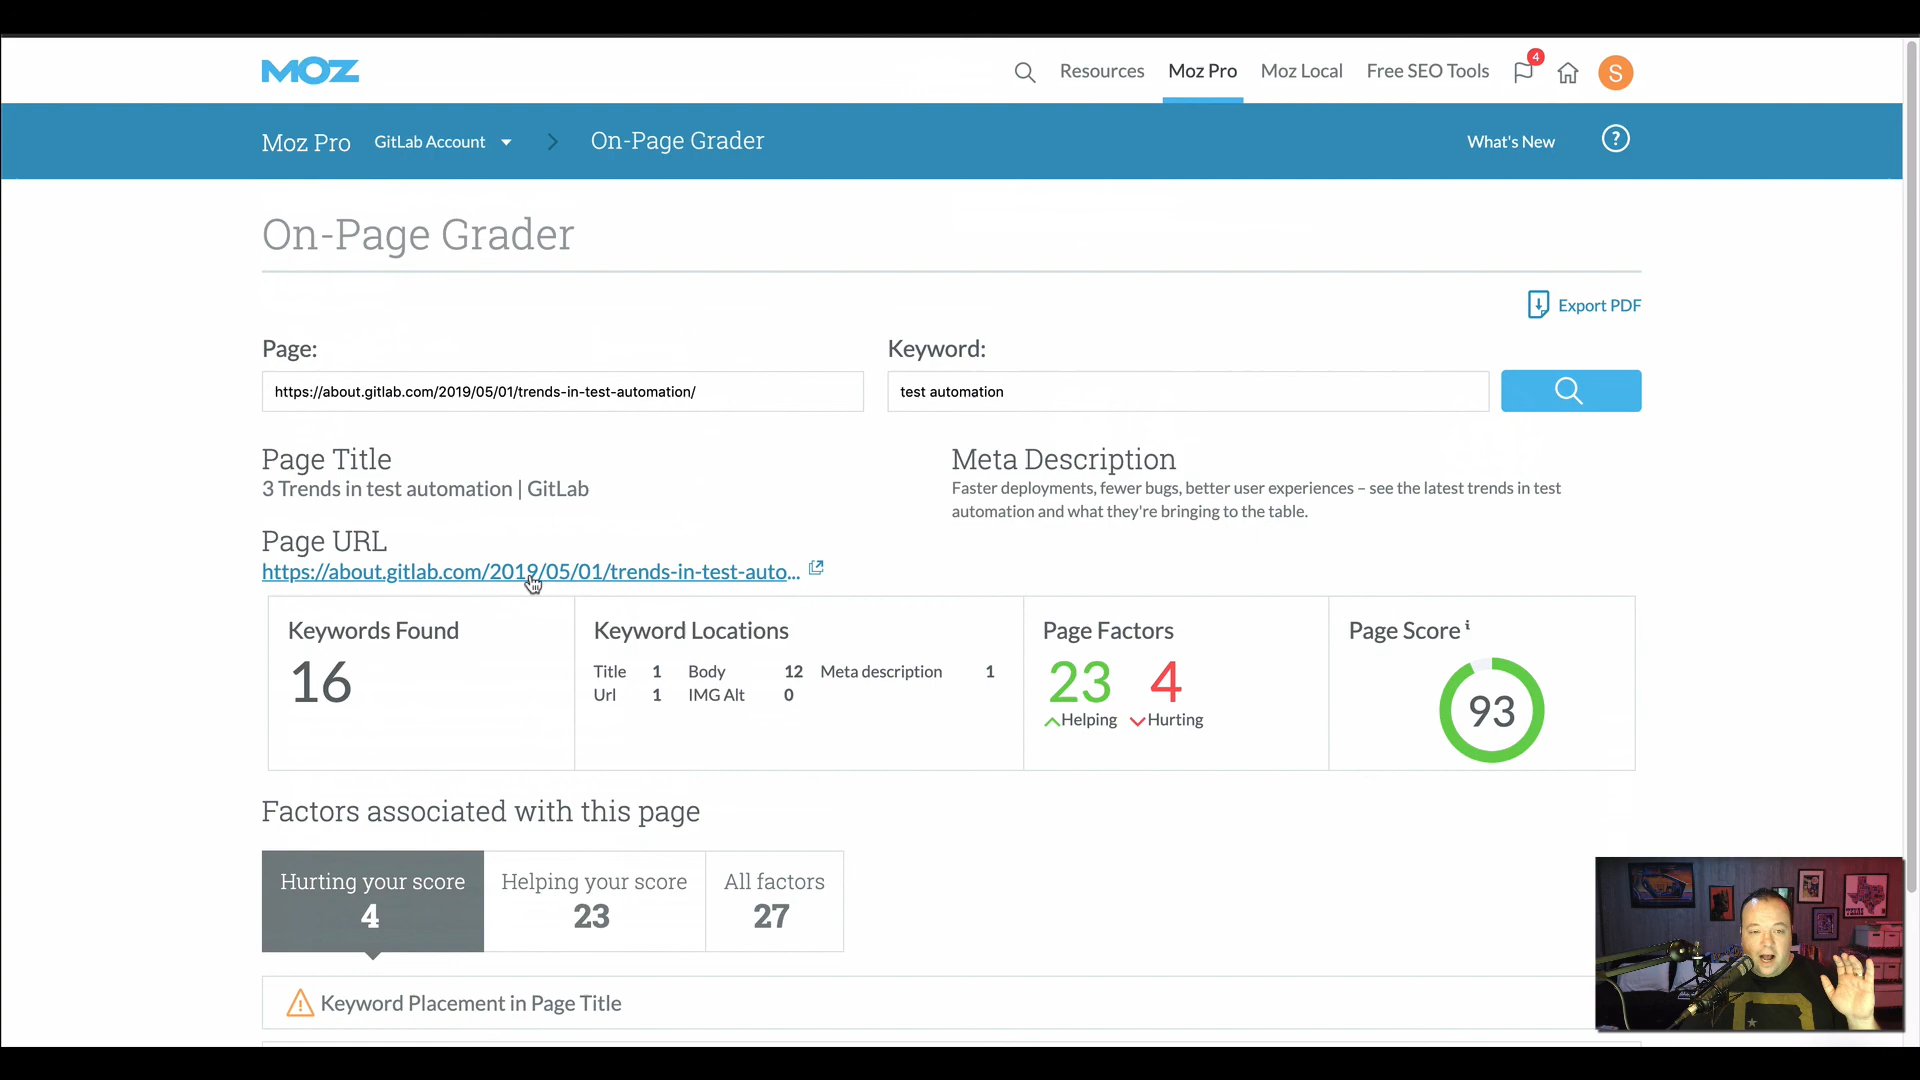 MOZ
Resources
Moz Pro
Moz Local
Free SEO Tools
4
S
Moz Pro
GitLab Account
On-Page Grader
What's New
?
On-Page Grader
Export PDF
Page:
Keyword:
https://about.gitlab.com/2019/05/01/trends-in-test-automation/
test automation
Page Title
3 Trends in test automation | GitLab
Meta Description
Faster deployments, fewer bugs, better user experiences – see the latest trends in test
automation and what they're bringing to the table.
Page URL
https://about.gitlab.com/2019/05/01/trends-in-test-auto...
Keywords Found
16
Keyword Locations
Title 1 Body 12 Meta description 1
Url 1 IMG Alt 0
Page Factors
23 4
Helping Hurting
Page Score i
93
Factors associated with this page
Hurting your score
4
Helping your score
23
All factors
27
Keyword Placement in Page Title